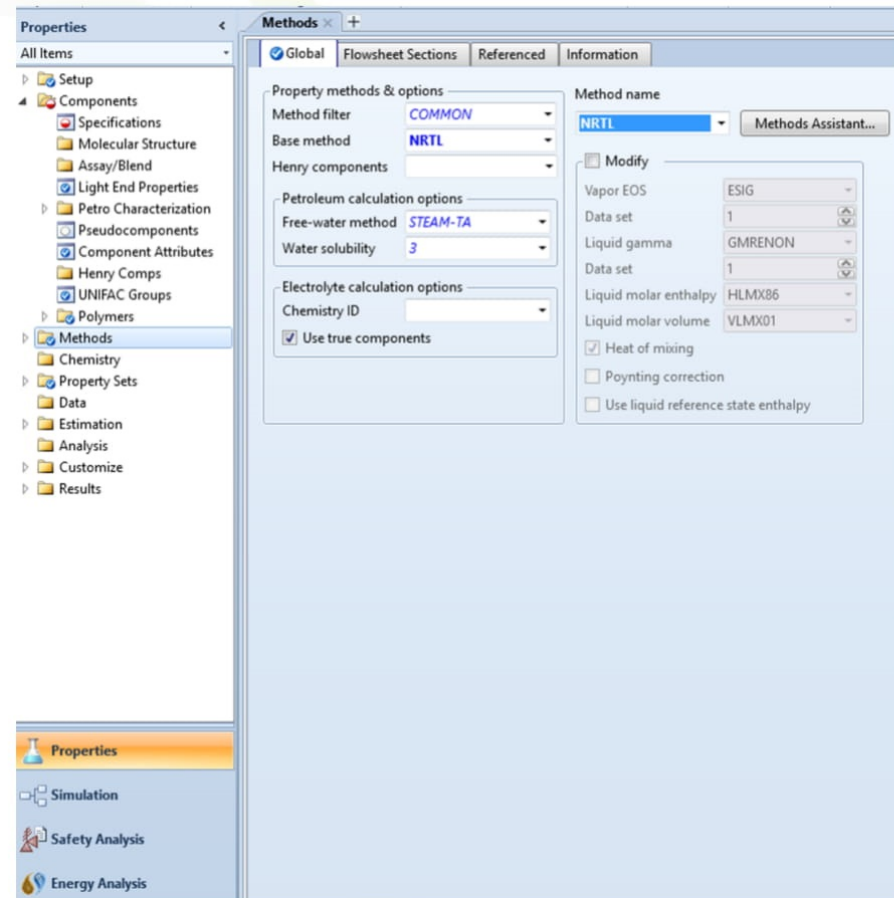 Properties
All Items
Setup
Components
Specifications
Molecular Structure
Assay/Blend
Light End Properties
Petro Characterization
Pseudocomponents
Component Attributes
Henry Comps
UNIFAC Groups
Polymers
Methods
Chemistry
Property Sets
Data
Estimation
Analysis
Customize
Results
Properties
Simulation
Safety Analysis
Energy Analysis
Methods
Global Flowsheet Sections Referenced Information
Property methods & options
Method filter COMMON
Base method NRTL
Henry components
Petroleum calculation options
Free-water method STEAM-TA
Water solubility 3
Electrolyte calculation options
Chemistry ID
Use true components
Method name
NRTL Methods Assistant...
Modify
Vapor EOS ESIG
Data set 1
Liquid gamma GMRENON
Data set 1
Liquid molar enthalpy HLMX86
Liquid molar volume VLMX01
Heat of mixing
Poynting correction
Use liquid reference state enthalpy